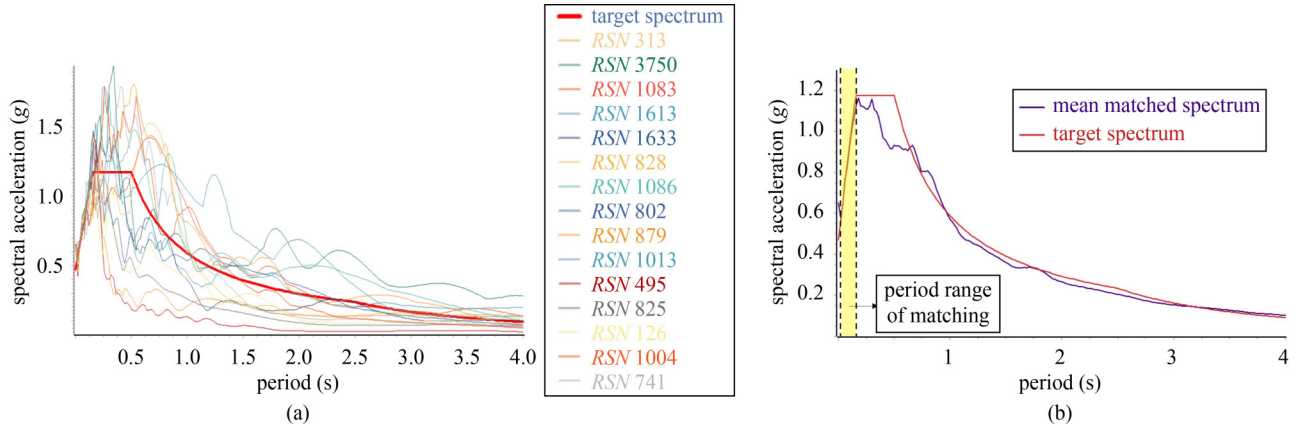 spectral acceleration (g)
1.5
1.0
0.5
0.5 1.0 1.5 2.0 2.5 3.0 3.5 4.0
period (s)
(a)
target spectrum
RSN 313
RSN 3750
RSN 1083
RSN 1613
RSN 1633
RSN 828
RSN 1086
RSN 802
RSN 879
RSN 1013
RSN 495
RSN 825
RSN 126
RSN 1004
RSN 741
spectral acceleration (g)
1.2
1.0
0.8
0.6
0.4
0.2
mean matched spectrum
target spectrum
period range
of matching
1 2 3 4
period (s)
(b)